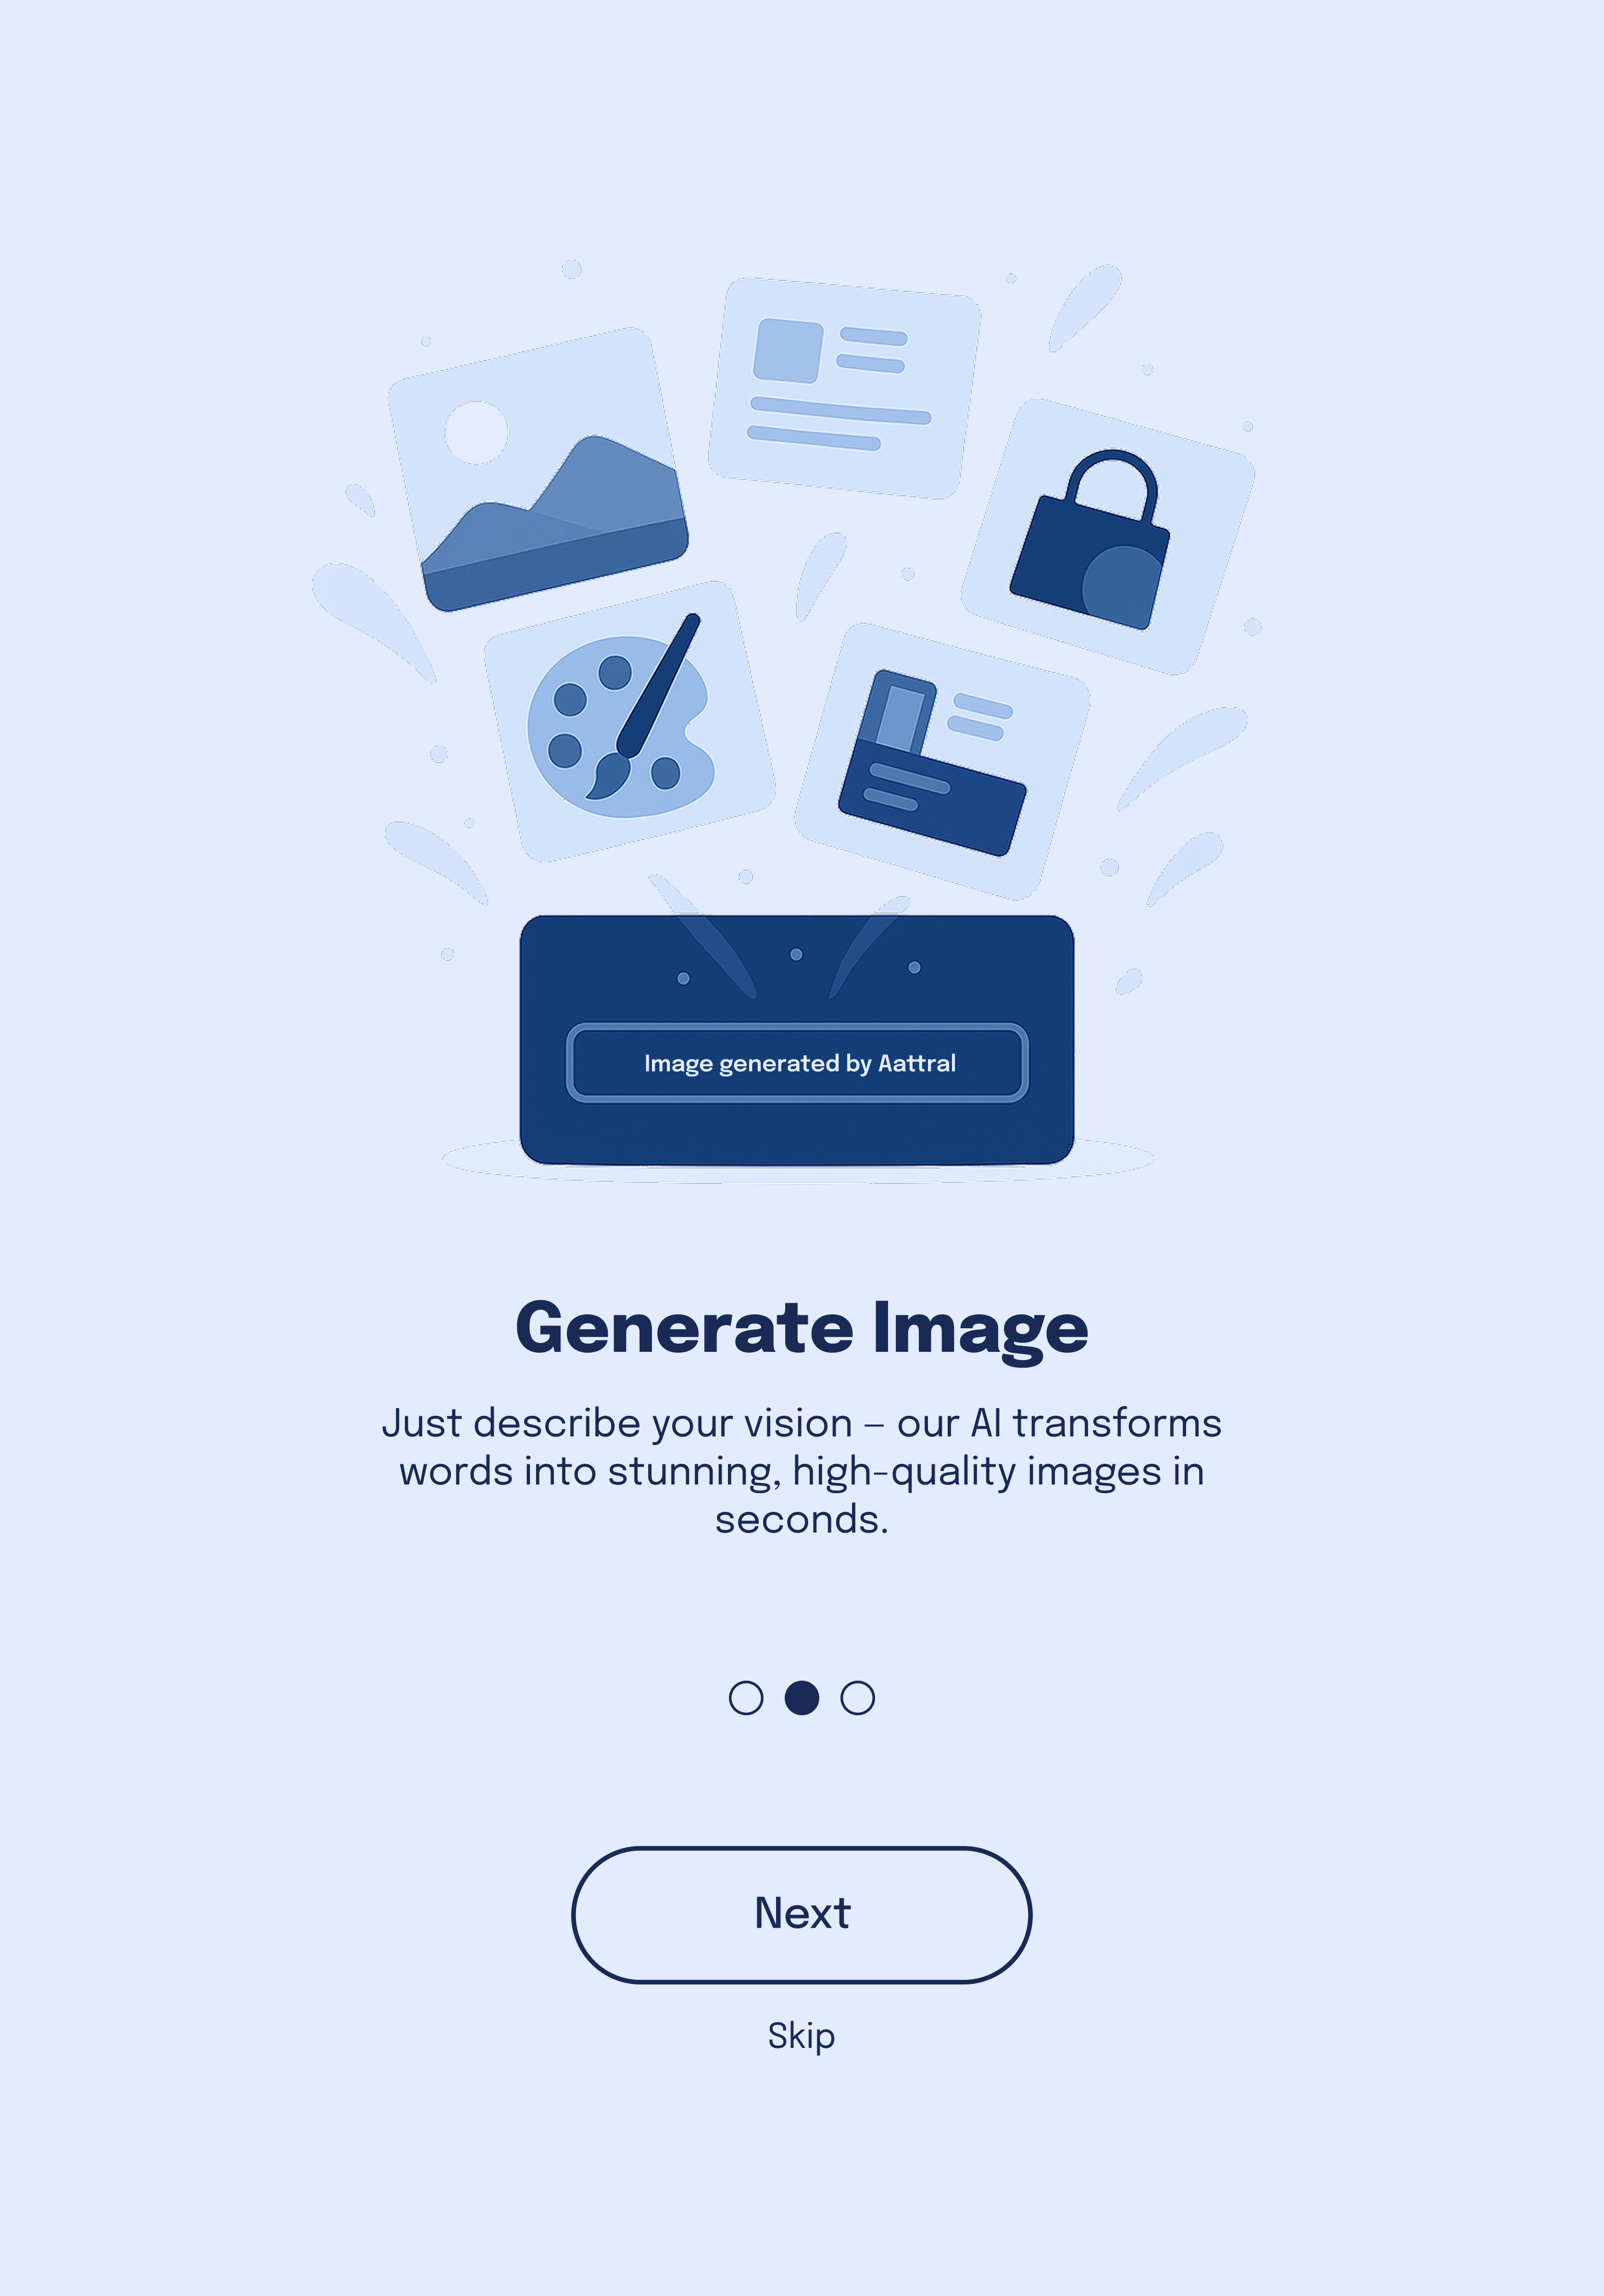 Image generated by Aattral
Generate Image
Just describe your vision – our AI transforms
words into stunning, high-quality images in
seconds.
Next
Skip